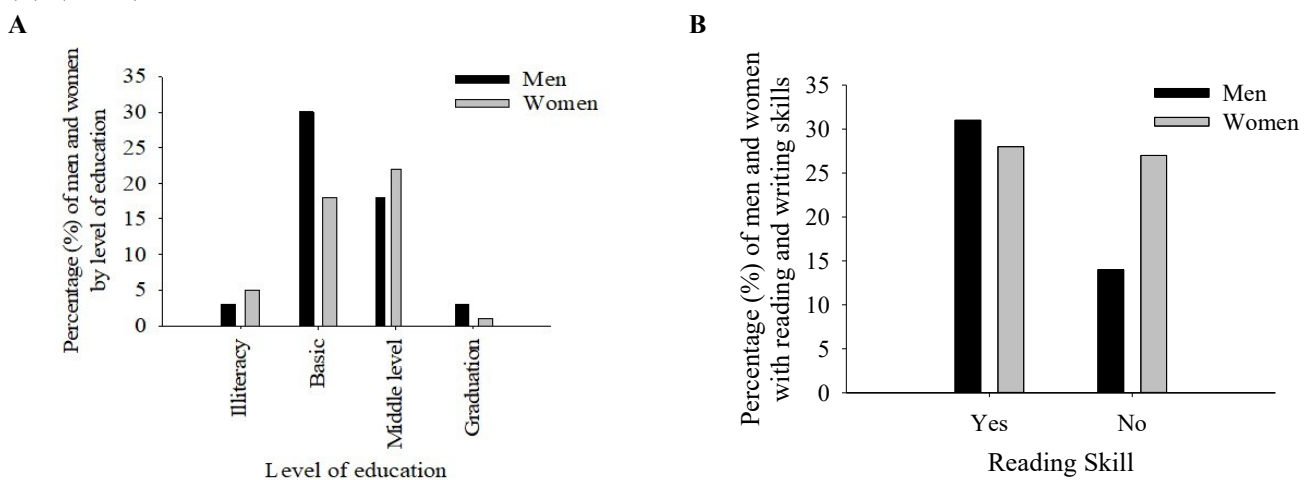 A
Percentage (%) of men and women
by level of education
35
30
25
20
15
10
5
0
Men
Women
Illiteracy
Basic
Middle level
Graduation
Level of education
B
Percentage (%) of men and women
with reading and writing skills
35
30
25
20
15
10
5
0
Men
Women
Yes
No
Reading Skill